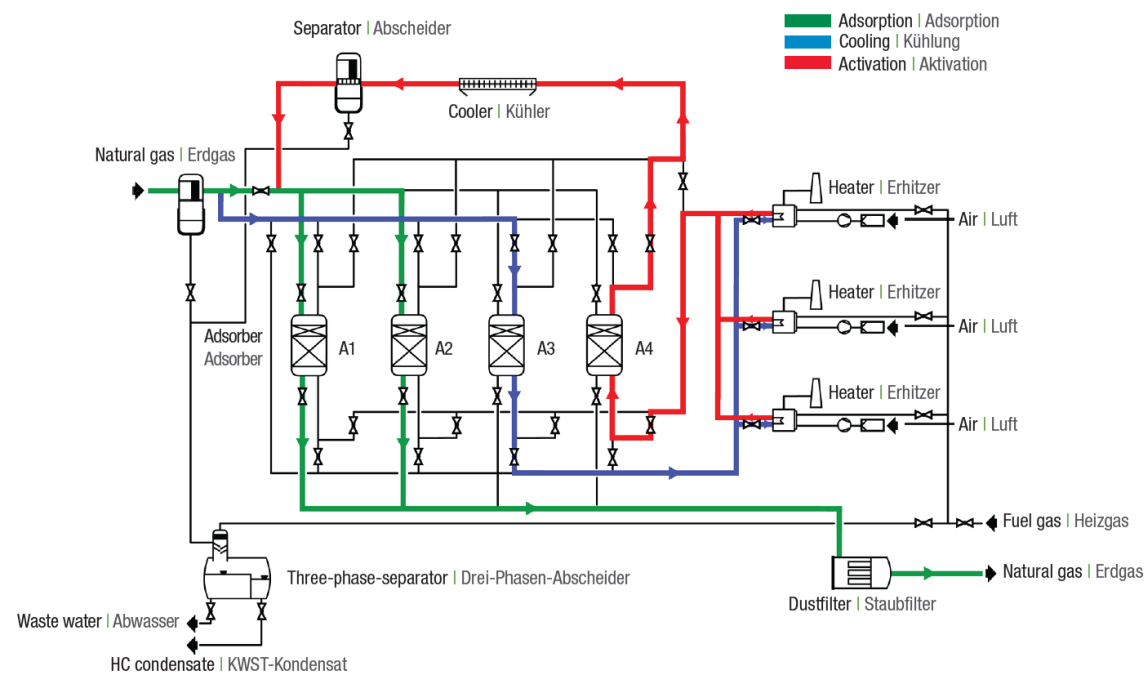 Adsorption | Adsorption
Separator | Abscheider
Cooling | Kühlung
Activation | Aktivation
Cooler | Kühler
Natural gas | Erdgas
Heater | Erhitzer
Air | Luft
Heater | Erhitzer
Air | Luft
Adsorber
Adsorber
A1
A2
A3
A4
Heater | Erhitzer
Air | Luft
Fuel gas | Heizgas
Three-phase-separator | Drei-Phasen-Abscheider
Natural gas | Erdgas
Dustfilter | Staubfilter
Waste water | Abwasser
HC condensate | KWST-Kondensat